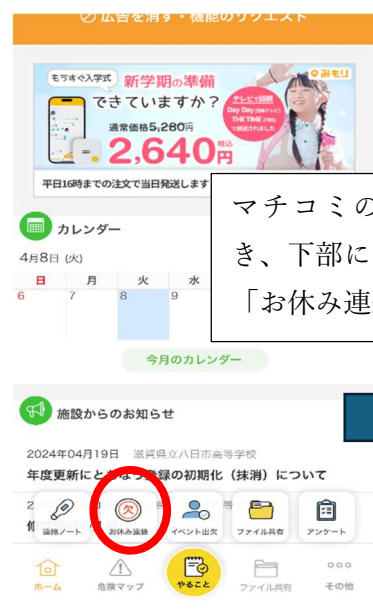 広告を消す・機能のリクエスト
もうすぐ入学式
新学期の準備
できていますか？
通常価格5,280円
2,640円
税込
平日16時までの注文で当日発送します
みもり
テレビで話題
カレンダー
4月8日 (火)
日 月 火 水
6 7 8 9
今月のカレンダー
マチコミの
き、下部に
「お休み連
施設からのお知らせ
2024年04月19日 滋賀県立八日市高等学校
年度更新にともなう登録の初期化（抹消）について
連絡ノート
欠
お休み連絡
イベント出欠
ファイル共有
アンケート
ホーム
危険マップ
やること
ファイル共有
その他